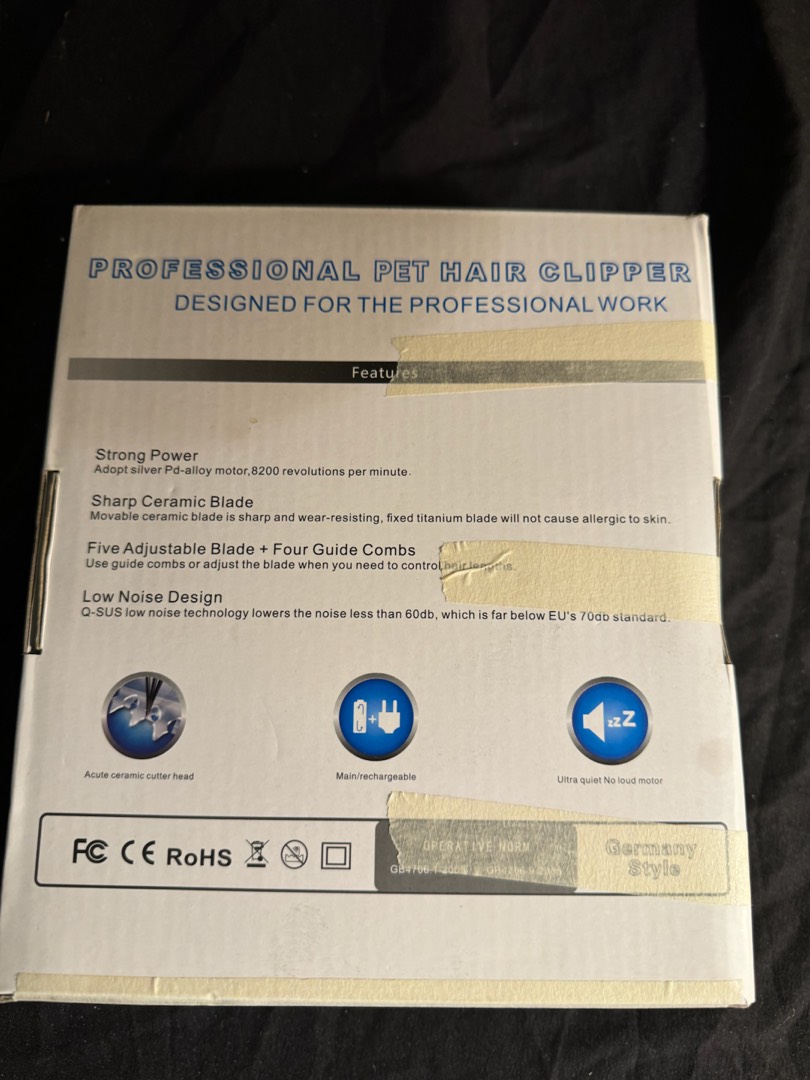 PROFESSIONAL PET HAIR CLIPPER
DESIGNED FOR THE PROFESSIONAL WORK
Features
Strong Power
Adopt silver Pd-alloy motor,8200 revolutions per minute.
Sharp Ceramic Blade
Movable ceramic blade is sharp and wear-resisting, fixed titanium blade will not cause allergic to skin.
Five Adjustable Blade + Four Guide Combs
Use guide combs or adjust the blade when you need to control hair lengths.
Low Noise Design
Q-SUS low noise technology lowers the noise less than 60db, which is far below EU's 70db standard.
zzZ
Acute ceramic cutter head
Main/rechargeable
Ultra quiet No loud motor
FC CE RoHS
OPERATIVE NORM
Germany
Style